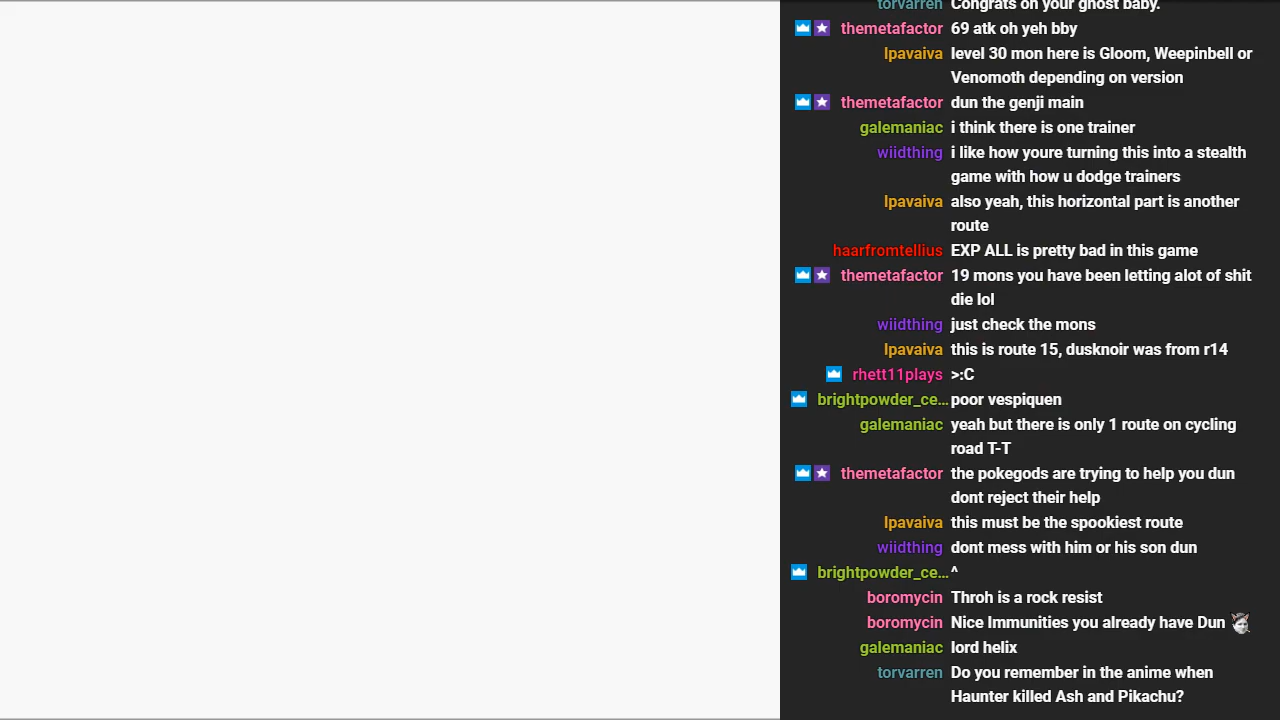 torvarren Congrats on your ghost baby.
themetafactor 69 atk oh yeh bby
lpavaiva level 30 mon here is Gloom, Weepinbell or
Venomoth depending on version
themetafactor dun the genji main
galemaniac i think there is one trainer
wiidthing i like how youre turning this into a stealth
game with how u dodge trainers
lpavaiva also yeah, this horizontal part is another
route
haarfromtellius EXP ALL is pretty bad in this game
themetafactor 19 mons you have been letting alot of shit
die lol
wiidthing just check the mons
lpavaiva this is route 15, dusknoir was from r14
rhett11plays >:C
brightpowder_ce... poor vespiquen
galemaniac yeah but there is only 1 route on cycling
road T-T
themetafactor the pokegods are trying to help you dun
dont reject their help
lpavaiva this must be the spookiest route
wiidthing dont mess with him or his son dun
brightpowder_ce... ^
boromycin Throh is a rock resist
boromycin Nice Immunities you already have Dun
galemaniac lord helix
torvarren Do you remember in the anime when
Haunter killed Ash and Pikachu?